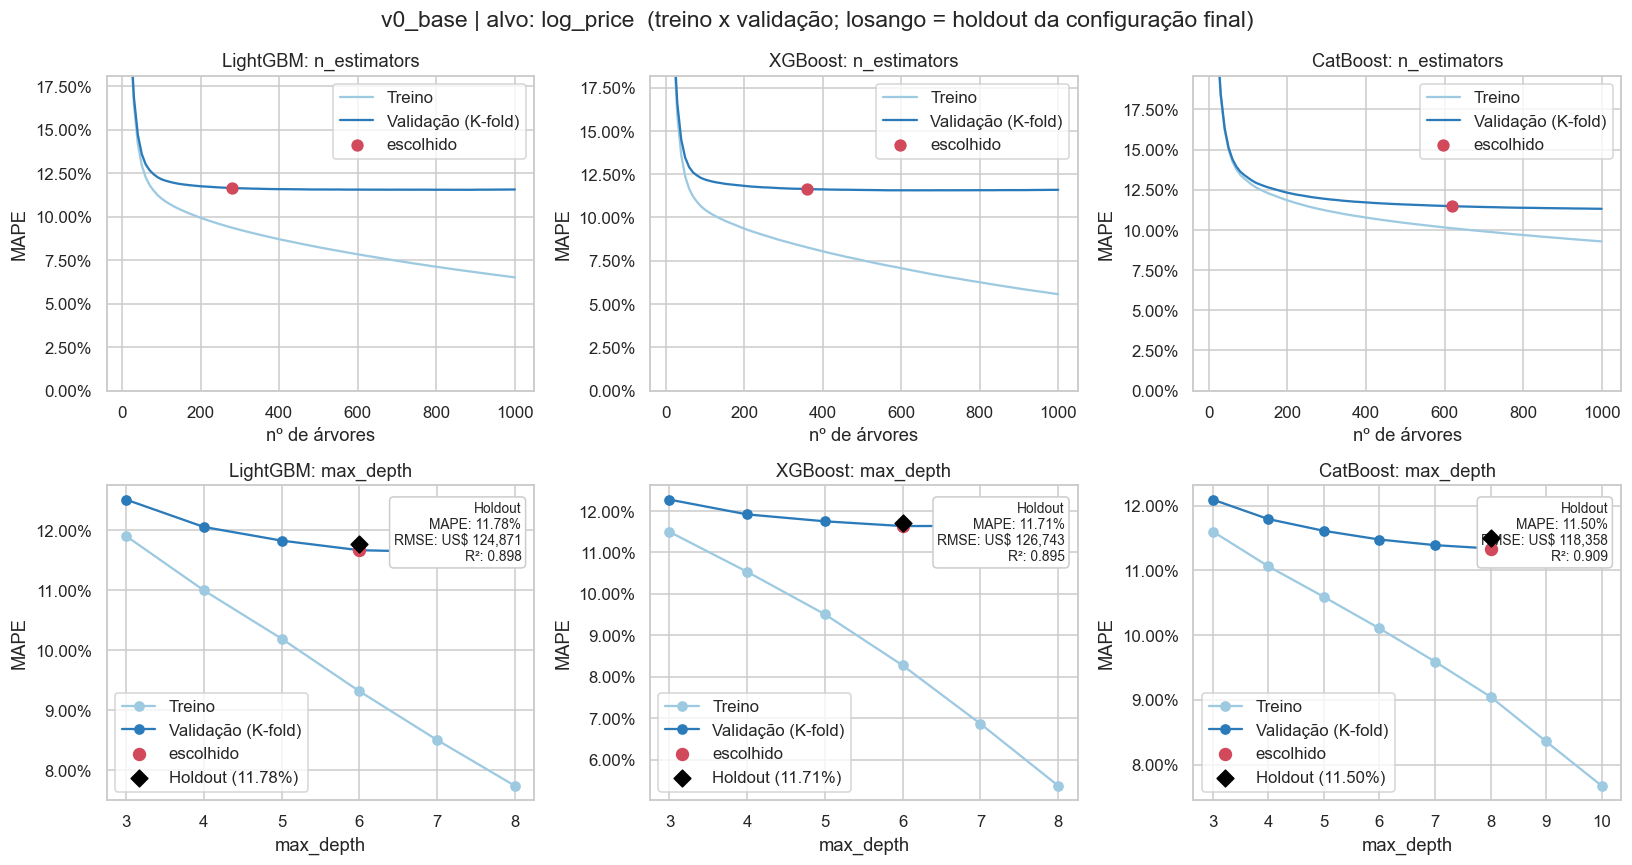 v0_base | alvo: log_price  (treino x validação; losango = holdout da configuração final)
LightGBM: n_estimators
17.50%
15.00%
12.50%
10.00%
7.50%
5.00%
2.50%
0.00%
MAPE
Treino
Validação (K-fold)
escolhido
0 200 400 600 800 1000
nº de árvores
XGBoost: n_estimators
17.50%
15.00%
12.50%
10.00%
7.50%
5.00%
2.50%
0.00%
MAPE
Treino
Validação (K-fold)
escolhido
0 200 400 600 800 1000
nº de árvores
CatBoost: n_estimators
17.50%
15.00%
12.50%
10.00%
7.50%
5.00%
2.50%
0.00%
MAPE
Treino
Validação (K-fold)
escolhido
0 200 400 600 800 1000
nº de árvores
LightGBM: max_depth
12.00%
11.00%
10.00%
9.00%
8.00%
MAPE
Holdout
MAPE: 11.78%
RMSE: US$ 124,871
R²: 0.898
Treino
Validação (K-fold)
escolhido
Holdout (11.78%)
3 4 5 6 7 8
max_depth
XGBoost: max_depth
12.00%
11.00%
10.00%
9.00%
8.00%
7.00%
6.00%
MAPE
Holdout
MAPE: 11.71%
RMSE: US$ 126,743
R²: 0.895
Treino
Validação (K-fold)
escolhido
Holdout (11.71%)
3 4 5 6 7 8
max_depth
CatBoost: max_depth
12.00%
11.00%
10.00%
9.00%
8.00%
MAPE
Holdout
MAPE: 11.50%
RMSE: US$ 118,358
R²: 0.909
Treino
Validação (K-fold)
escolhido
Holdout (11.50%)
3 4 5 6 7 8 9 10
max_depth